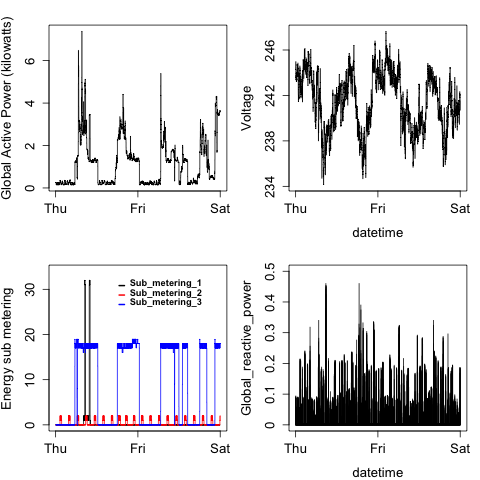 Global Active Power (kilowatts)
0 2 4 6
Thu Fri Sat
Voltage
234 238 242 246
Thu Fri Sat
datetime
Energy sub metering
0 10 20 30
Sub_metering_1
Sub_metering_2
Sub_metering_3
Thu Fri Sat
Global_reactive_power
0.0 0.1 0.2 0.3 0.4 0.5
Thu Fri Sat
datetime